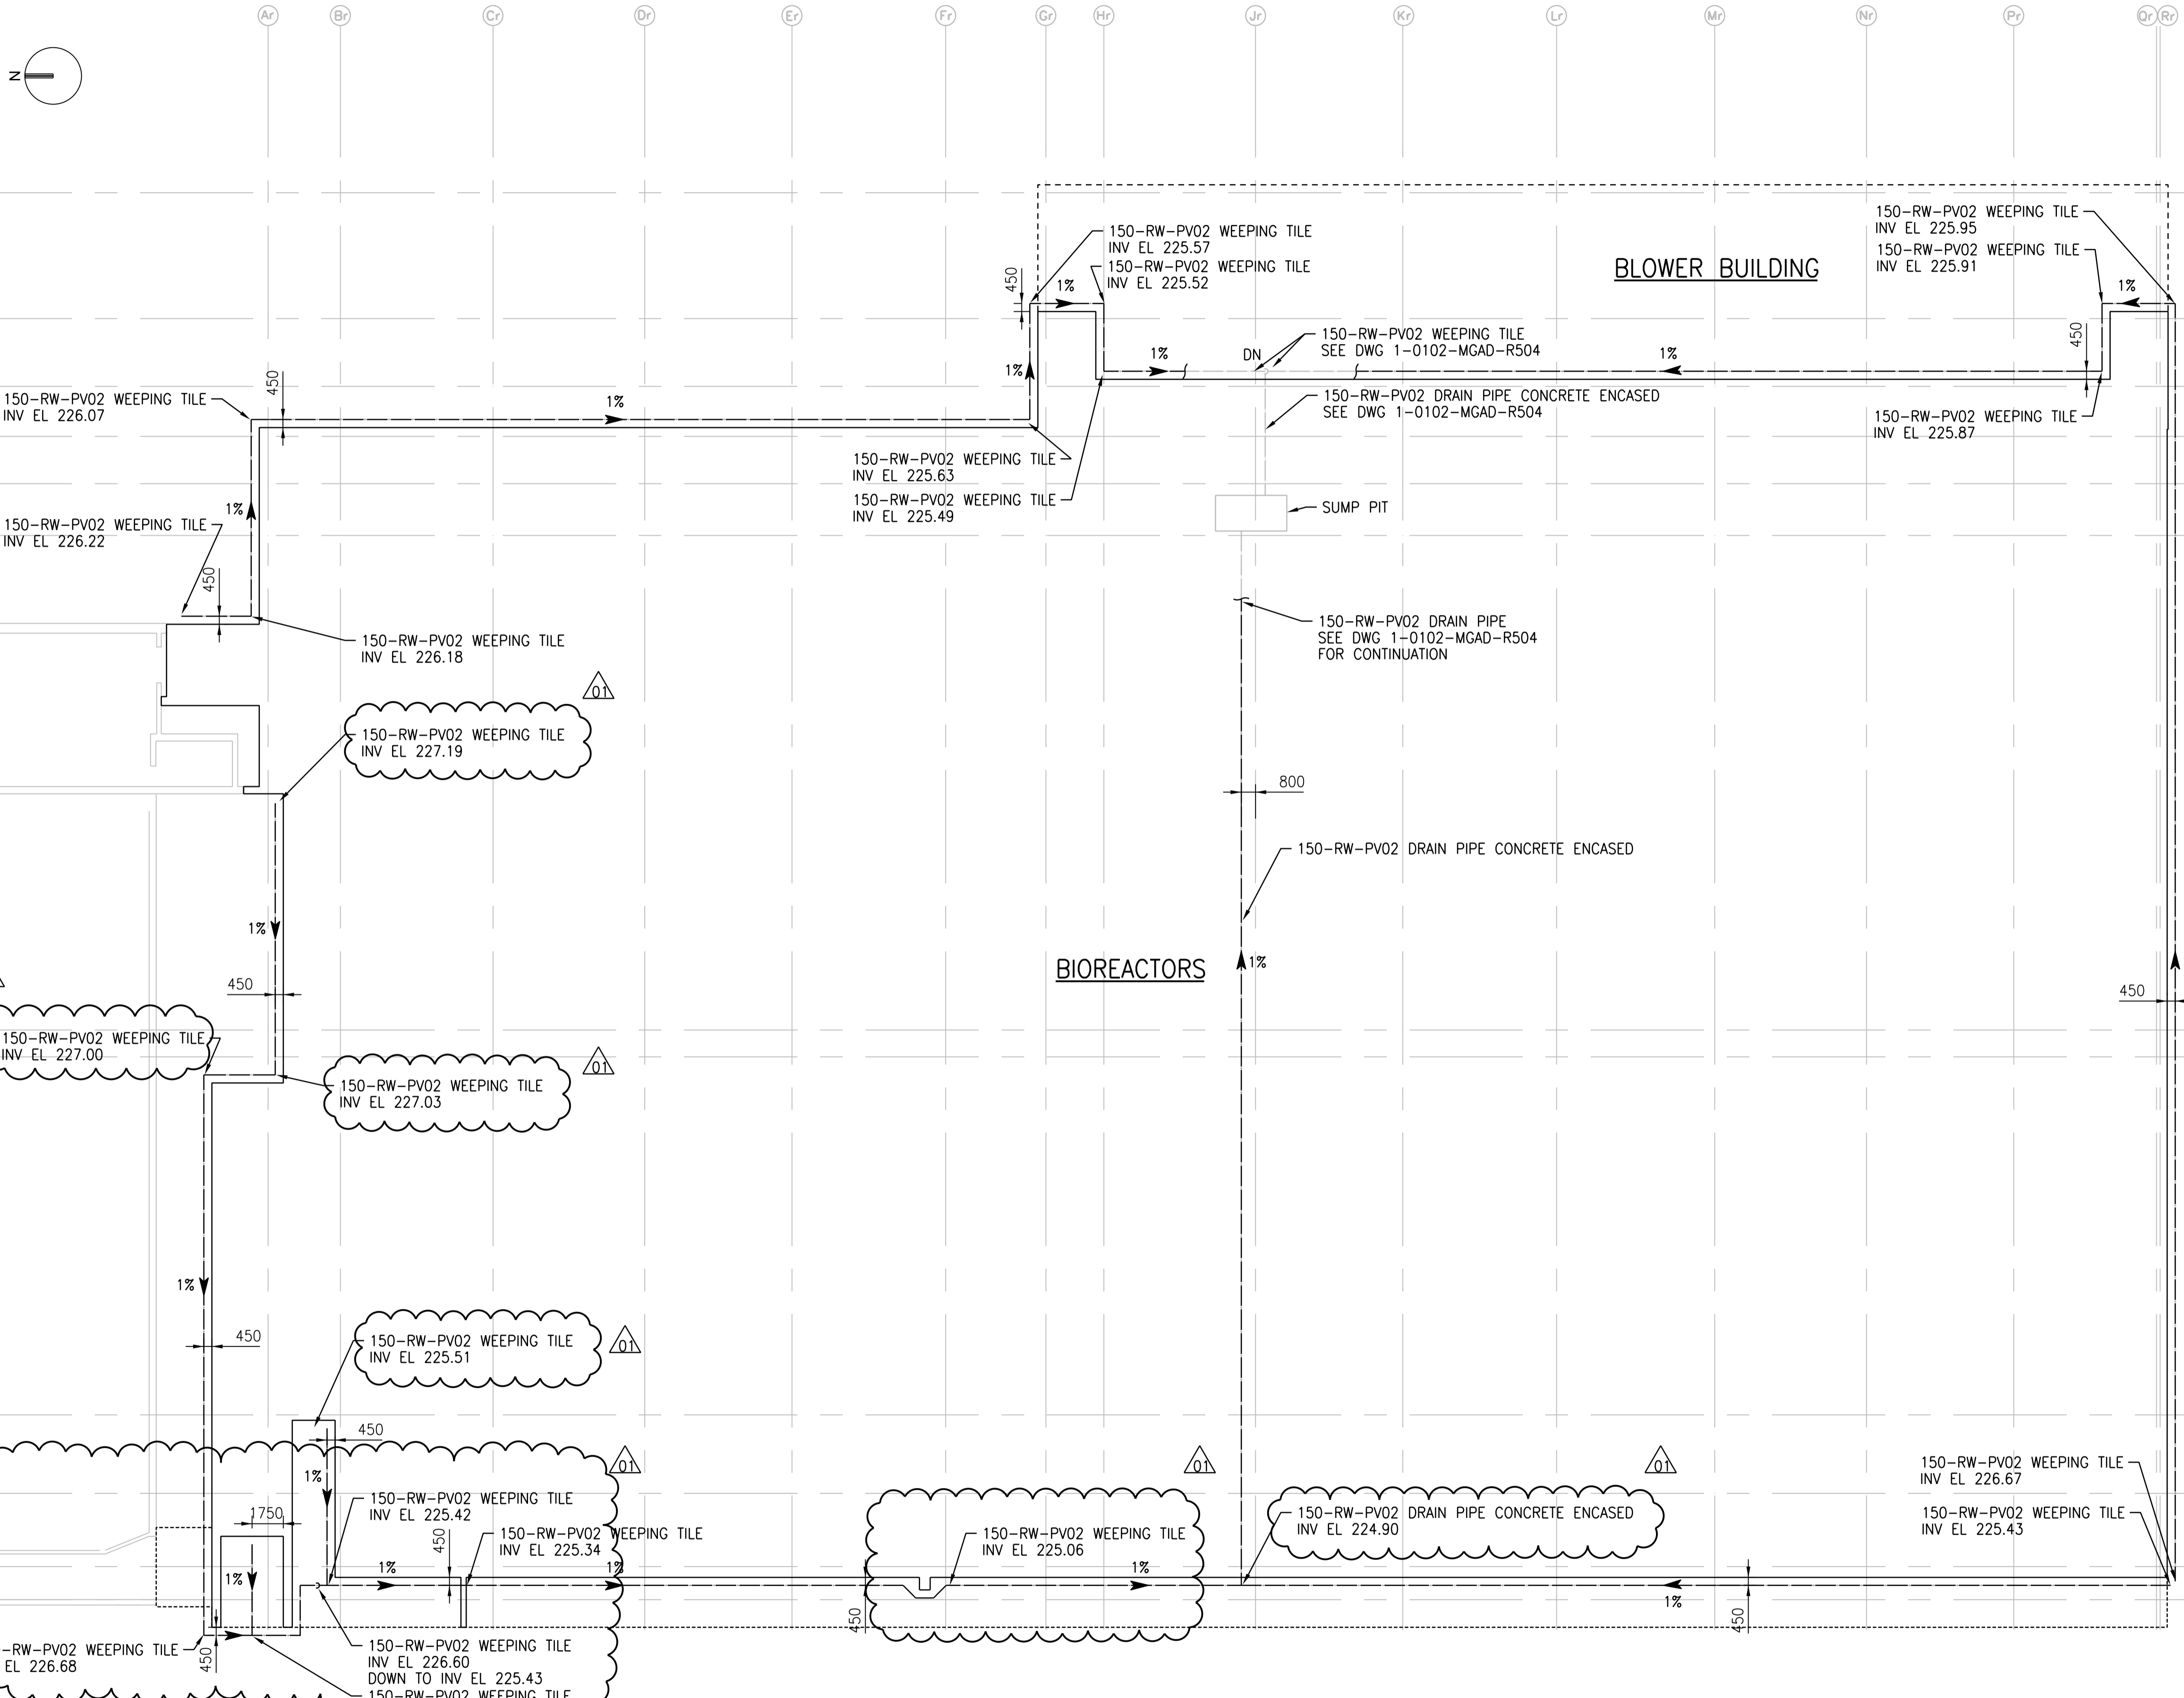 Ar Br Cr Dr Er Fr Gr Hr Jr Kr Lr Mr Nr Pr Qr Rr
N
150-RW-PV02 WEEPING TILE
INV EL 225.57
150-RW-PV02 WEEPING TILE
INV EL 225.52
450
1%
BLOWER BUILDING
150-RW-PV02 WEEPING TILE
INV EL 225.95
150-RW-PV02 WEEPING TILE
INV EL 225.91
1%
450
150-RW-PV02 WEEPING TILE
SEE DWG 1-0102-MGAD-R504
DN
1%
1%
1%
150-RW-PV02 DRAIN PIPE CONCRETE ENCASED
SEE DWG 1-0102-MGAD-R504
150-RW-PV02 WEEPING TILE
INV EL 225.87
150-RW-PV02 WEEPING TILE
INV EL 226.07
450
1%
150-RW-PV02 WEEPING TILE
INV EL 225.63
150-RW-PV02 WEEPING TILE
INV EL 225.49
SUMP PIT
1%
150-RW-PV02 WEEPING TILE
INV EL 226.22
450
150-RW-PV02 WEEPING TILE
INV EL 226.18
150-RW-PV02 DRAIN PIPE
SEE DWG 1-0102-MGAD-R504
FOR CONTINUATION
01
150-RW-PV02 WEEPING TILE
INV EL 227.19
800
150-RW-PV02 DRAIN PIPE CONCRETE ENCASED
1%
BIOREACTORS
1%
450
450
150-RW-PV02 WEEPING TILE
INV EL 227.00
01
150-RW-PV02 WEEPING TILE
INV EL 227.03
1%
450
01
150-RW-PV02 WEEPING TILE
INV EL 225.51
450
01
01
01
1%
150-RW-PV02 WEEPING TILE
INV EL 225.42
1750
150-RW-PV02 WEEPING TILE
INV EL 225.34
450
150-RW-PV02 WEEPING TILE
INV EL 225.06
150-RW-PV02 DRAIN PIPE CONCRETE ENCASED
INV EL 224.90
150-RW-PV02 WEEPING TILE
INV EL 226.67
150-RW-PV02 WEEPING TILE
INV EL 225.43
1%
1%
1%
1%
1%
450
450
-RW-PV02 WEEPING TILE
EL 226.68
450
150-RW-PV02 WEEPING TILE
INV EL 226.60
DOWN TO INV EL 225.43
150-RW-PV02 WEEPING TILE